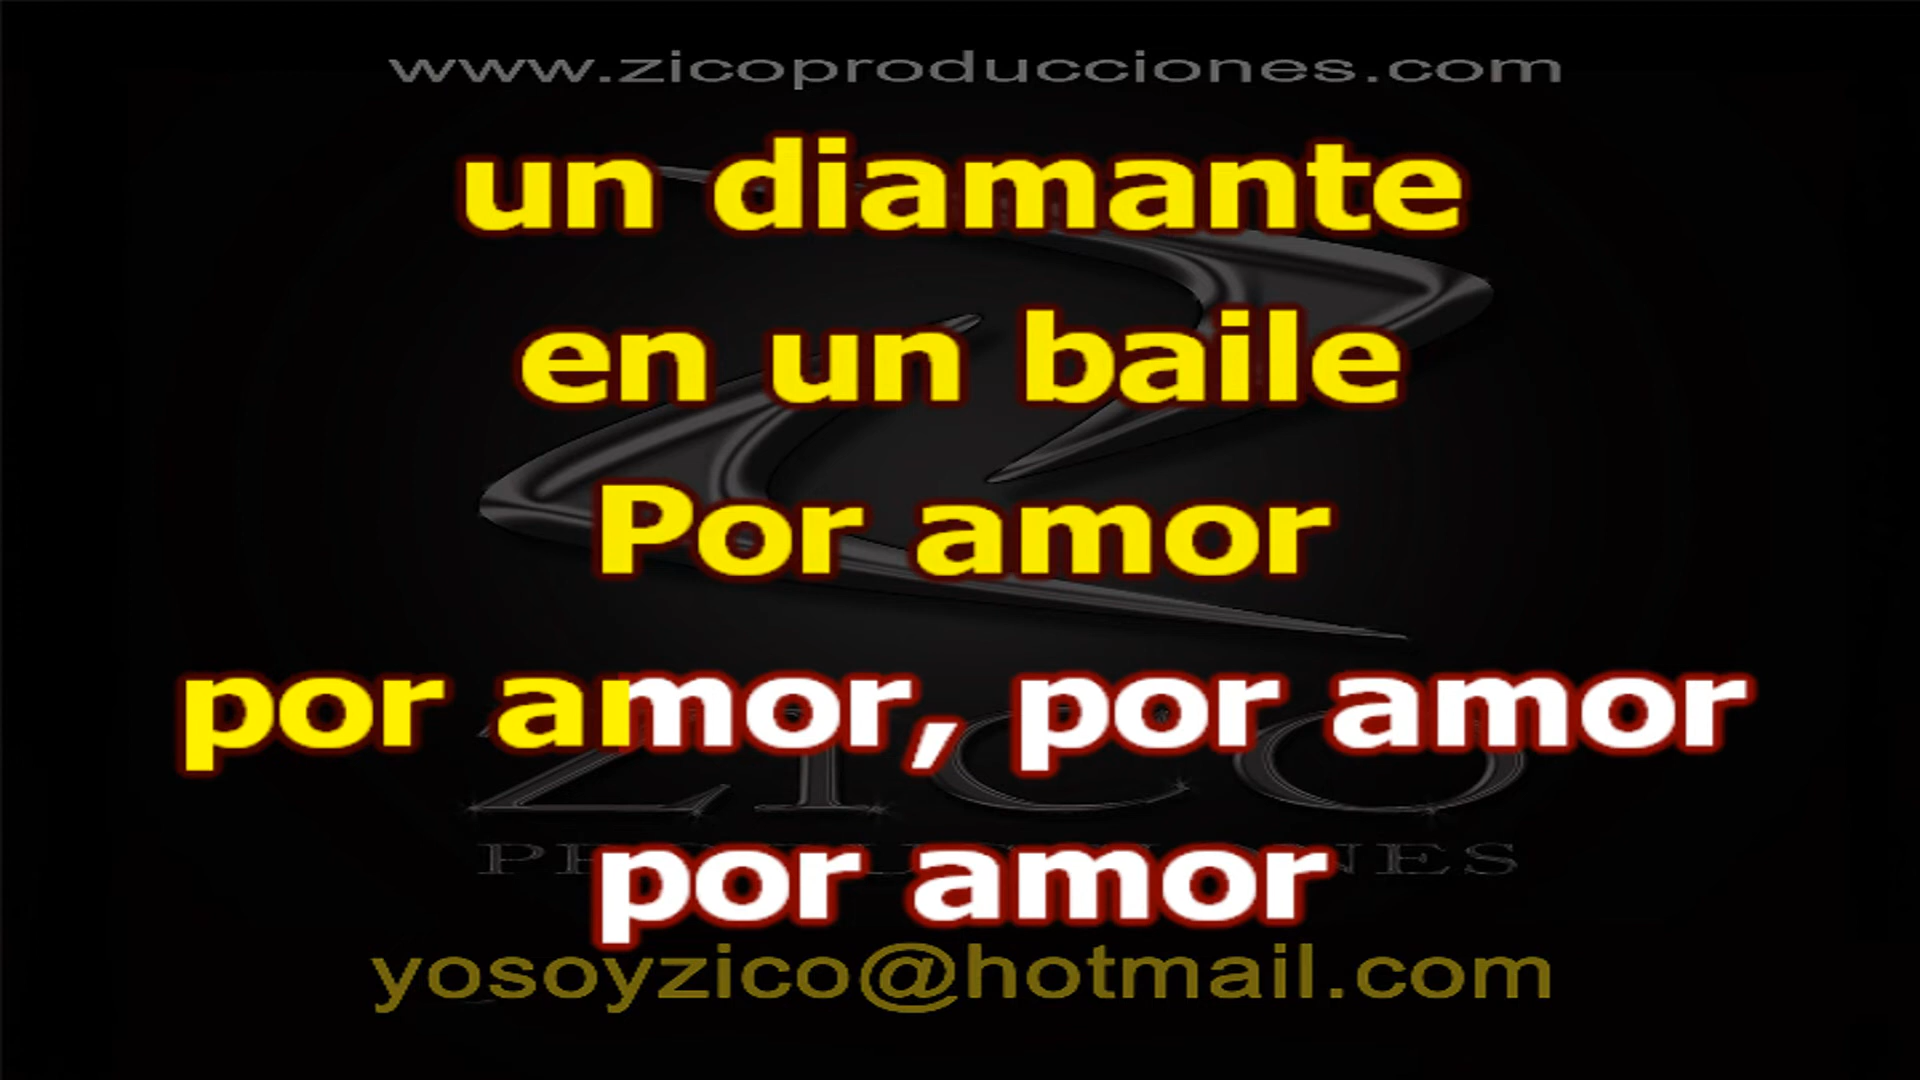 www.zicoproducciones.com
un diamante
en un baile
Por amor
por amor, por amor
ZICO
por amor
yosoyzico@hotmail.com